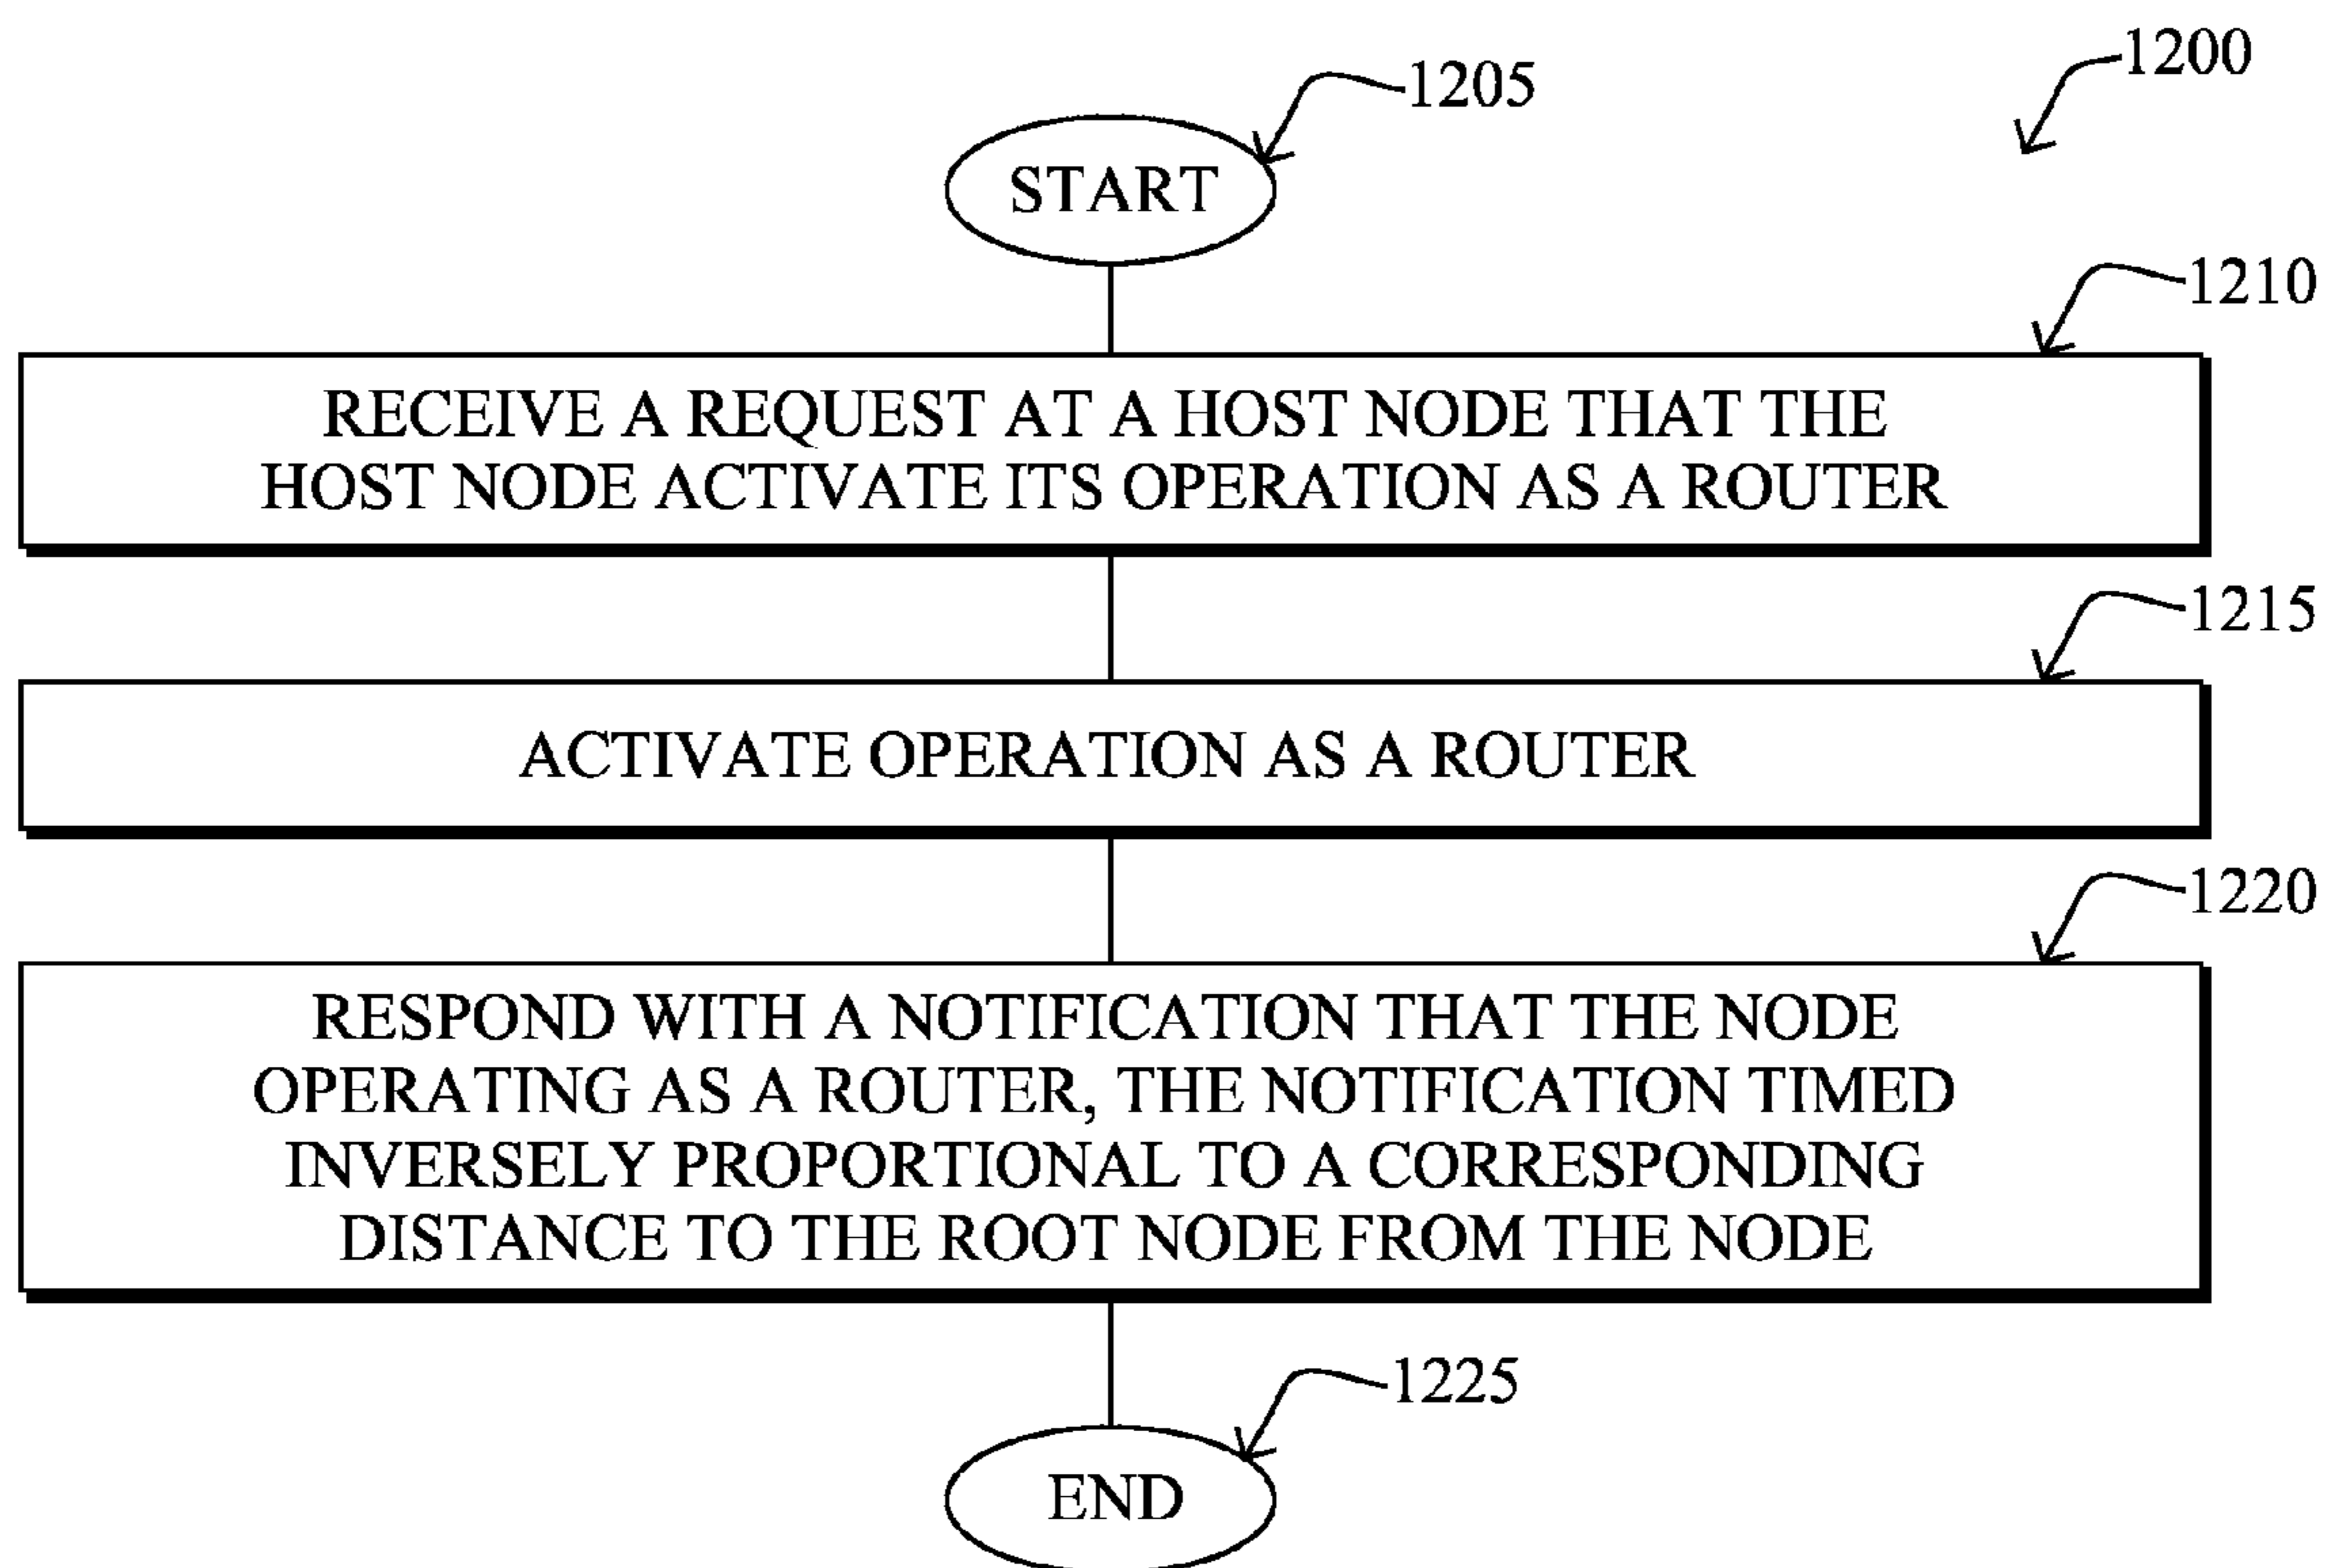 1200
1205
START
1210
RECEIVE A REQUEST AT A HOST NODE THAT THE
HOST NODE ACTIVATE ITS OPERATION AS A ROUTER
1215
ACTIVATE OPERATION AS A ROUTER
1220
RESPOND WITH A NOTIFICATION THAT THE NODE
OPERATING AS A ROUTER, THE NOTIFICATION TIMED
INVERSELY PROPORTIONAL TO A CORRESPONDING
DISTANCE TO THE ROOT NODE FROM THE NODE
1225
END